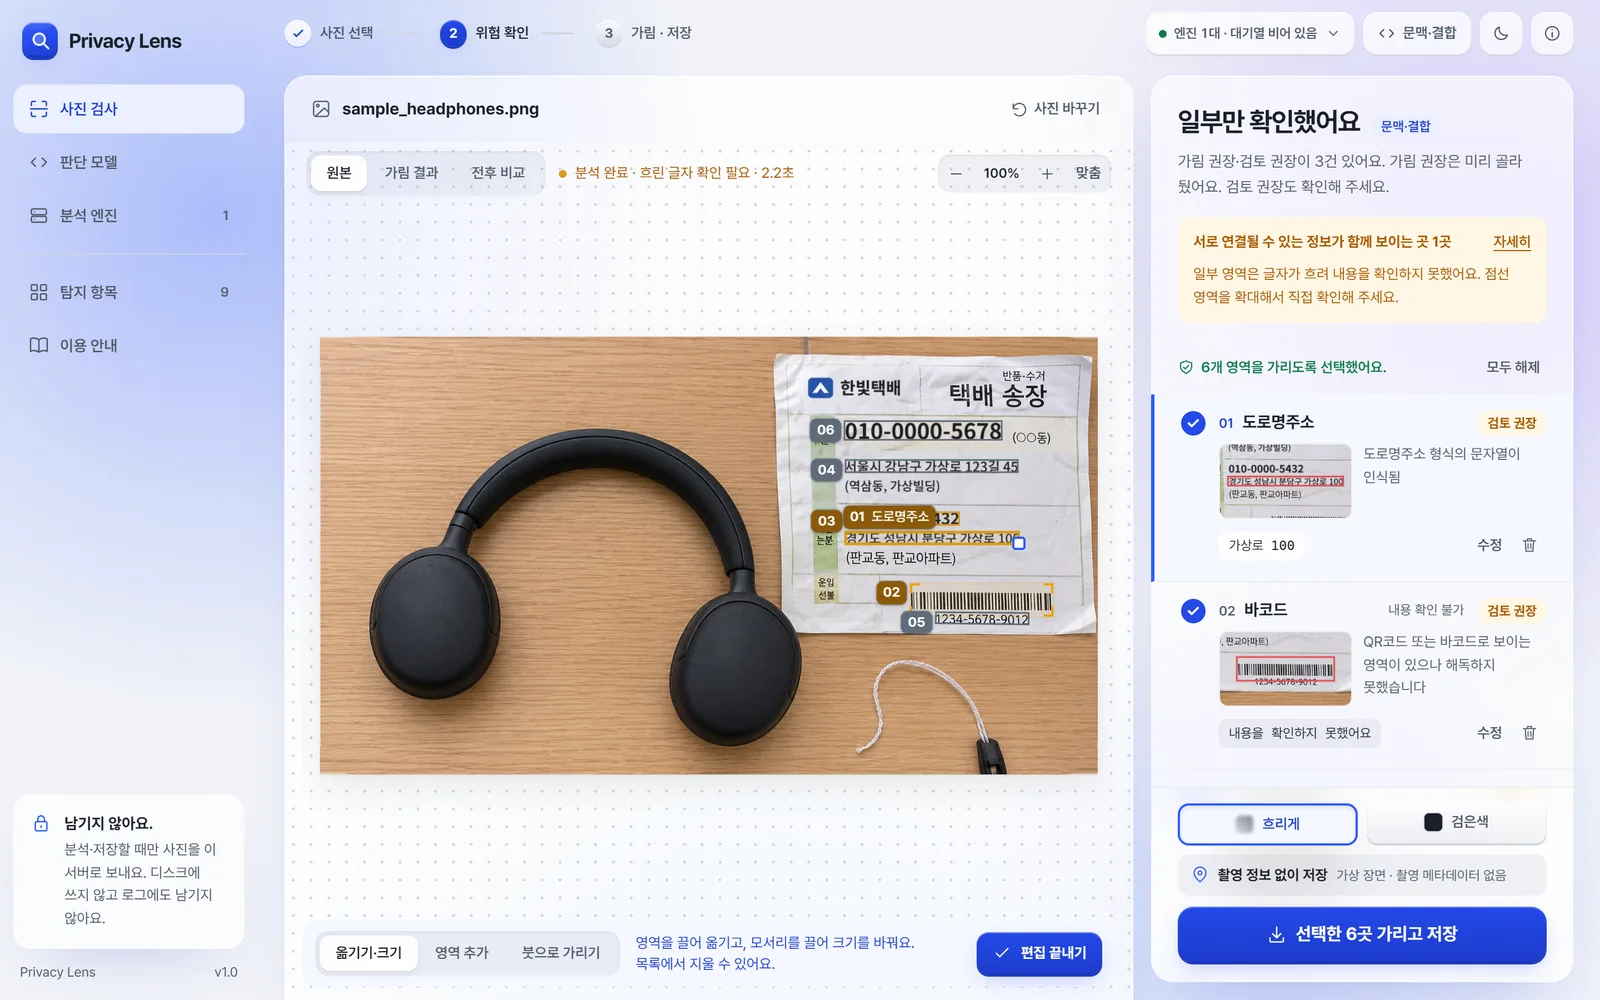 Privacy Lens
사진 검사
판단 모델
분석 엔진 1
탐지 항목 9
이용 안내
남기지 않아요.
분석·저장할 때만 사진을 이
서버로 보내요. 디스크에
쓰지 않고 로그에도 남기지
않아요.
Privacy Lens v1.0
사진 선택
2 위험 확인
3 가림 · 저장
엔진 1대 · 대기열 비어 있음
문맥·결합
sample_headphones.png
사진 바꾸기
원본 가림 결과 전후 비교
분석 완료 · 흐린 글자 확인 필요 · 2.2초
100% 맞춤
한빛택배
반품·수거
택배 송장
06 010-0000-5678 (○○동)
04 서울시 강남구 가상로 123길 45
(역삼동, 가상빌딩)
03 01 도로명주소 432
는분 경기도 성남시 분당구 가상로 100
(판교동, 판교아파트)
운임
선불
02
05 1234-5678-9012
옮기기·크기 영역 추가 붓으로 가리기
영역을 끌어 옮기고, 모서리를 끌어 크기를 바꿔요.
목록에서 지울 수 있어요.
편집 끝내기
일부만 확인했어요 문맥·결합
가림 권장·검토 권장이 3건 있어요. 가림 권장은 미리 골라
뒀어요. 검토 권장도 확인해 주세요.
서로 연결될 수 있는 정보가 함께 보이는 곳 1곳 자세히
일부 영역은 글자가 흐려 내용을 확인하지 못했어요. 점선
영역을 확대해서 직접 확인해 주세요.
6개 영역을 가리도록 선택했어요. 모두 해제
01 도로명주소 검토 권장
(역삼동, 가상빌딩)
010-0000-5432
경기도 성남시 분당구 가상로 100
(판교동, 판교아파트)
도로명주소 형식의 문자열이
인식됨
가상로 100 수정
02 바코드 내용 확인 불가 검토 권장
, 판교아파트)
1234-5678-9012
QR코드 또는 바코드로 보이는
영역이 있으나 해독하지
못했습니다
내용을 확인하지 못했어요 수정
흐리게 검은색
촬영 정보 없이 저장 가상 장면 · 촬영 메타데이터 없음
선택한 6곳 가리고 저장